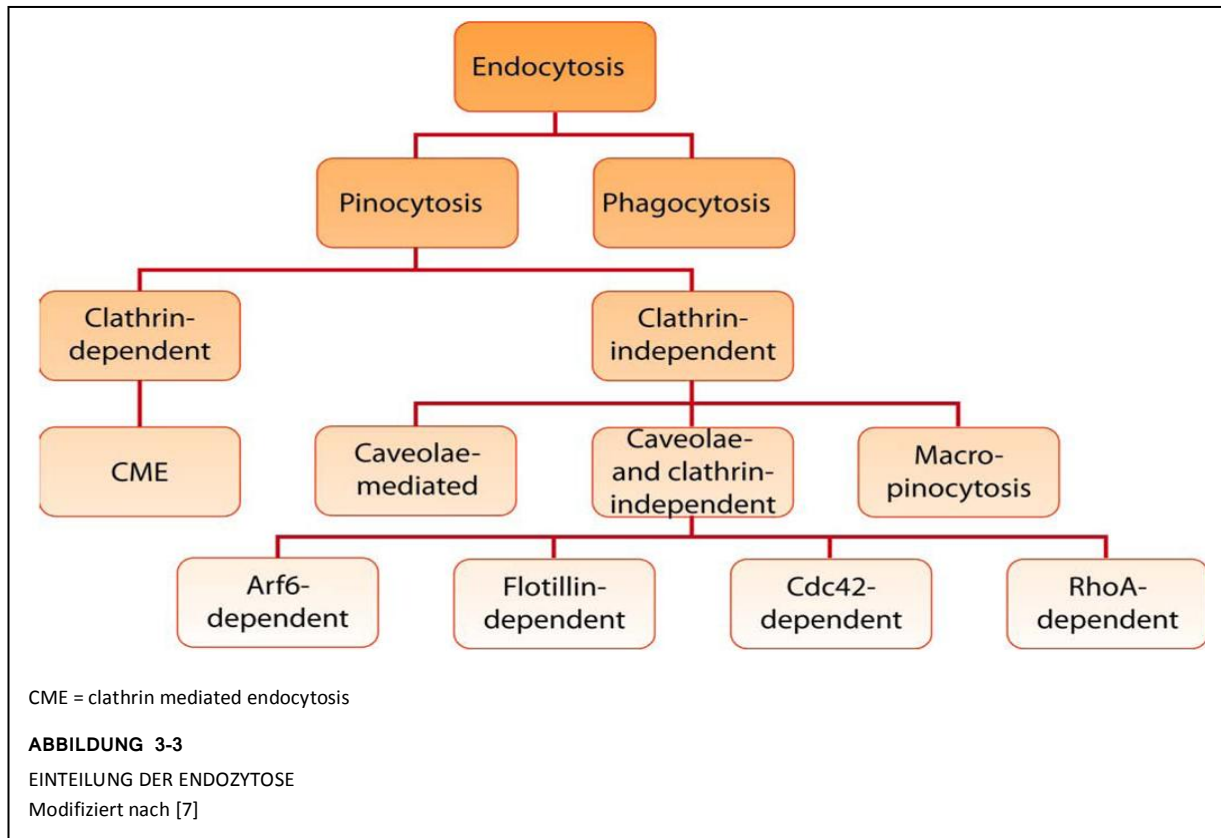 Endocytosis
Pinocytosis
Phagocytosis
Clathrin-
dependent
Clathrin-
independent
CME
Caveolae-
mediated
Caveolae-
and clathrin-
independent
Macro-
pinocytosis
Arf6-
dependent
Flotillin-
dependent
Cdc42-
dependent
RhoA-
dependent
CME = clathrin mediated endocytosis
ABBILDUNG 3-3
EINTEILUNG DER ENDOZYTOSE
Modifiziert nach [7]